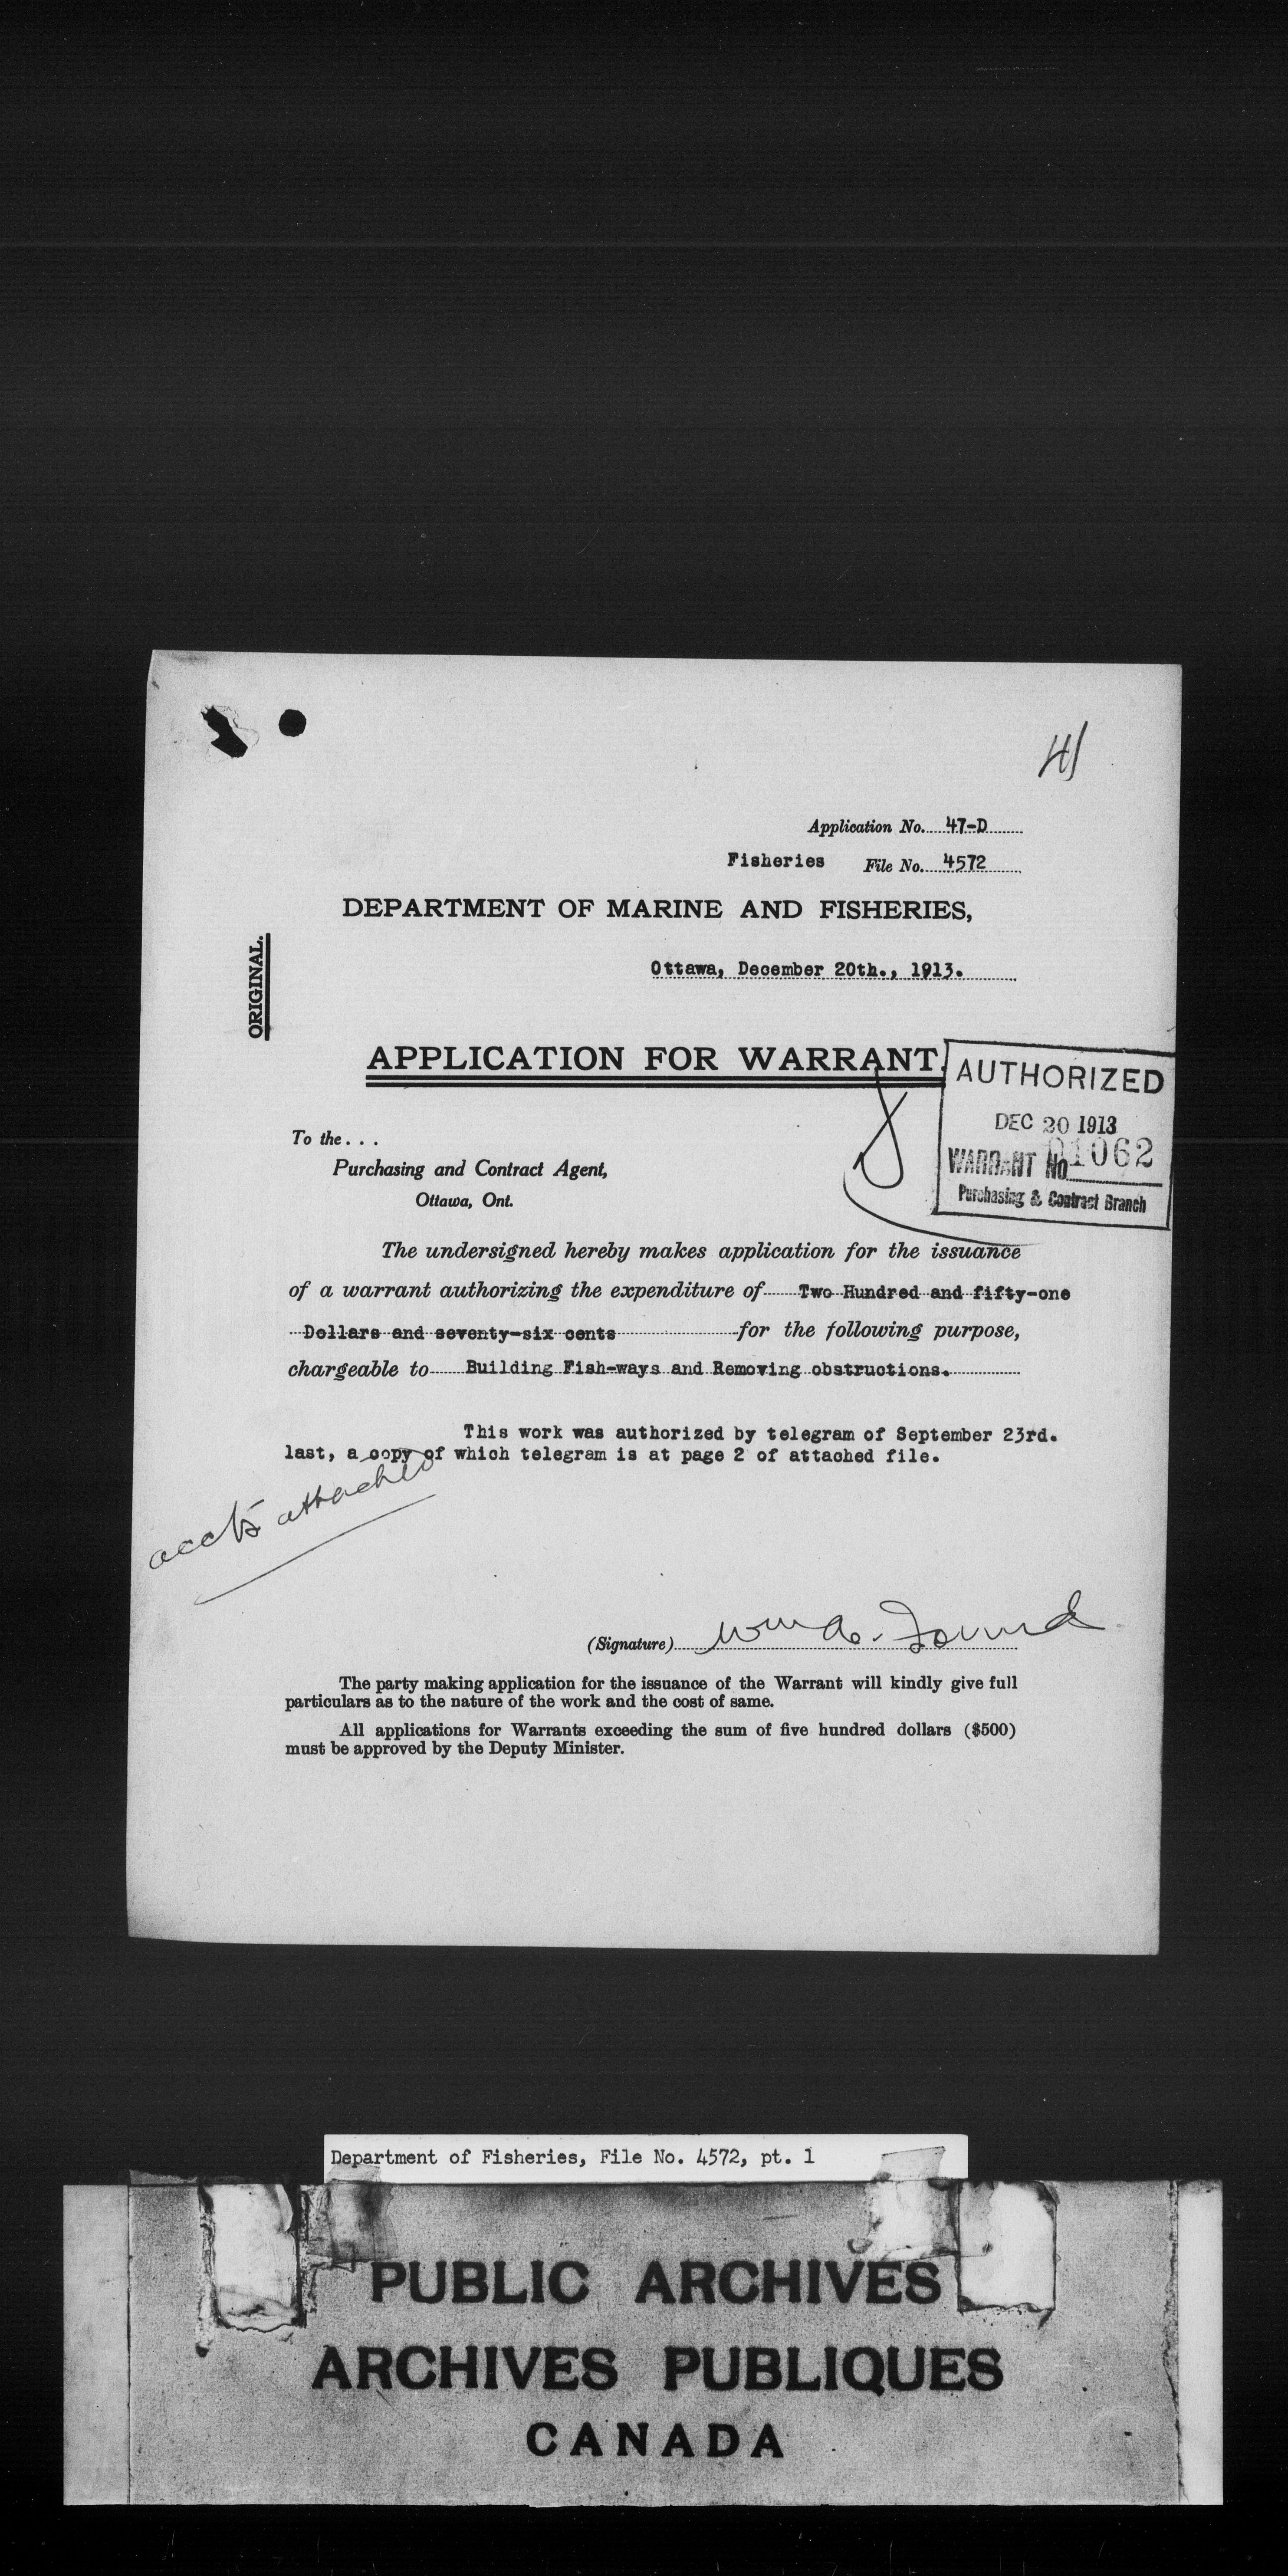 41
Application No. 47-D
Fisheries File No. 4572
DEPARTMENT OF MARINE AND FISHERIES,
ORIGINAL.
Ottawa, December 20th., 1913.
APPLICATION FOR WARRANT.
AUTHORIZED
DEC 20 1913
WARRANT No 01062
Purchasing & Contract Branch
To the...
Purchasing and Contract Agent,
Ottawa, Ont.
The undersigned hereby makes application for the issuance
of a warrant authorizing the expenditure of Two Hundred and fifty-one
Dollars and seventy-six cents for the following purpose,
chargeable to Building Fish-ways and Removing obstructions.
This work was authorized by telegram of September 23rd.
last, a copy of which telegram is at page 2 of attached file.
acct's attached
(Signature) Wm A. Found
The party making application for the issuance of the Warrant will kindly give full
particulars as to the nature of the work and the cost of same.
All applications for Warrants exceeding the sum of five hundred dollars ($500)
must be approved by the Deputy Minister.
Department of Fisheries, File No. 4572, pt. 1
PUBLIC ARCHIVES
ARCHIVES PUBLIQUES
CANADA